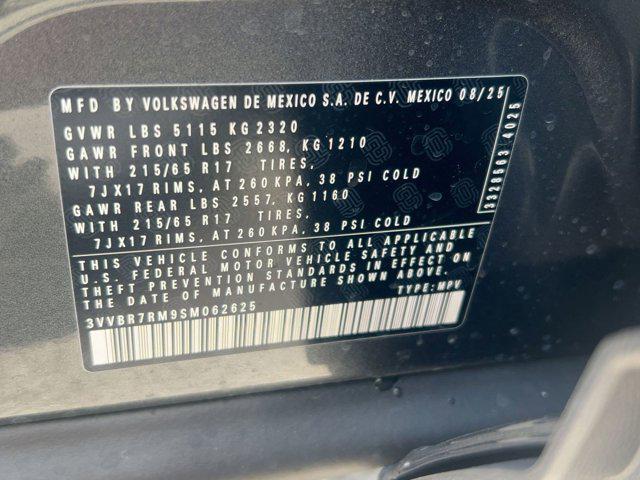 MFD BY VOLKSWAGEN DE MEXICO S.A. DE C.V. MEXICO 08/25
GVWR LBS 5115 KG 2320
GAWR FRONT LBS 2668, KG 1210
WITH 215/65 R17 TIRES,
7JX17 RIMS, AT 260 KPA, 38 PSI COLD
GAWR REAR LBS 2557, KG 1160
WITH 215/65 R17 TIRES,
7JX17 RIMS, AT 260 KPA, 38 PSI COLD
THIS VEHICLE CONFORMS TO ALL APPLICABLE
U.S. FEDERAL MOTOR VEHICLE SAFETY AND
THEFT PREVENTION STANDARDS IN EFFECT ON
THE DATE OF MANUFACTURE SHOWN ABOVE.
3VVBR7RM9SM062625 TYPE: MPV
3328563 4025